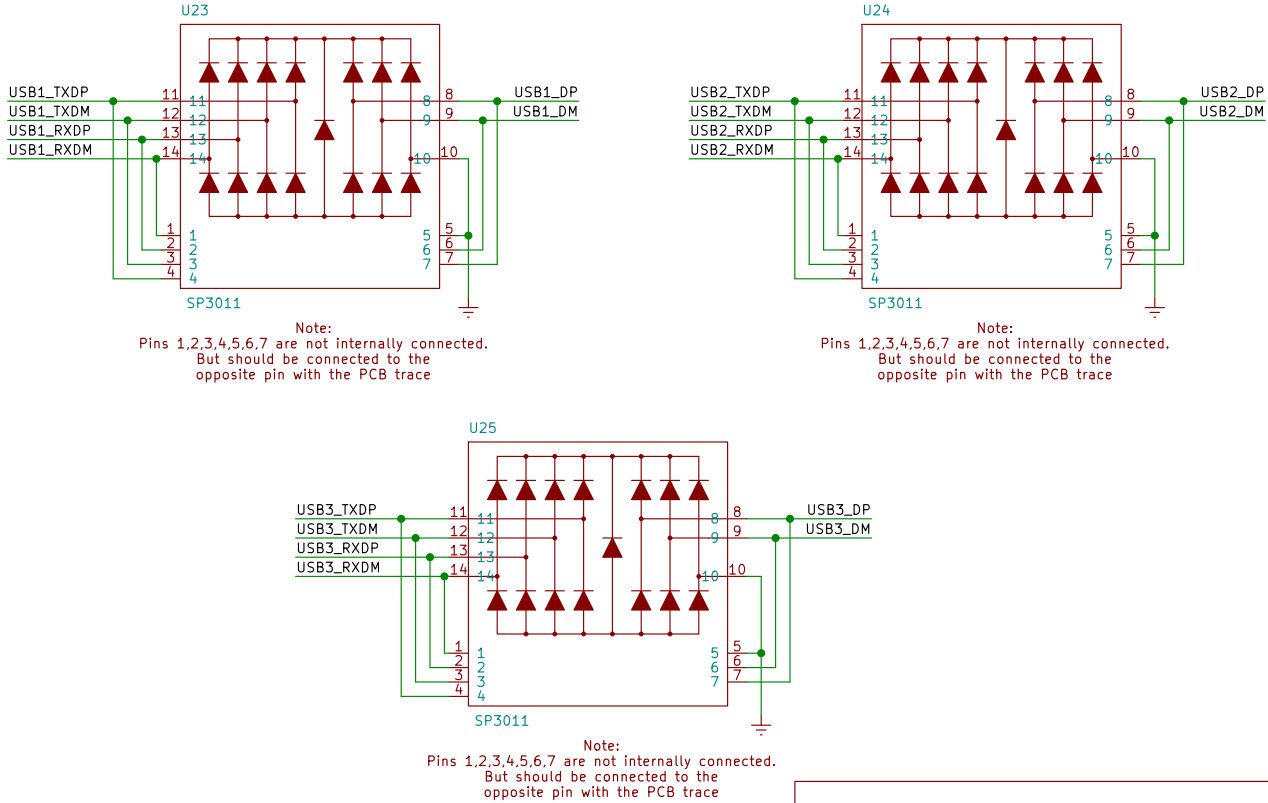 U23
USB1_TXDP 11 11 8 8 USB1_DP
USB1_TXDM 12 12 9 9 USB1_DM
USB1_RXDP 13 13
USB1_RXDM 14 14 10 10
1 1 5 5
2 2 6 6
3 3 7 7
4 4
SP3011
Note:
Pins 1,2,3,4,5,6,7 are not internally connected.
But should be connected to the
opposite pin with the PCB trace
U24
USB2_TXDP 11 11 8 8 USB2_DP
USB2_TXDM 12 12 9 9 USB2_DM
USB2_RXDP 13 13
USB2_RXDM 14 14 10 10
1 1 5 5
2 2 6 6
3 3 7 7
4 4
SP3011
Note:
Pins 1,2,3,4,5,6,7 are not internally connected.
But should be connected to the
opposite pin with the PCB trace
U25
USB3_TXDP 11 11 8 8 USB3_DP
USB3_TXDM 12 12 9 9 USB3_DM
USB3_RXDP 13 13
USB3_RXDM 14 14 10 10
1 1 5 5
2 2 6 6
3 3 7 7
4 4
SP3011
Note:
Pins 1,2,3,4,5,6,7 are not internally connected.
But should be connected to the
opposite pin with the PCB trace